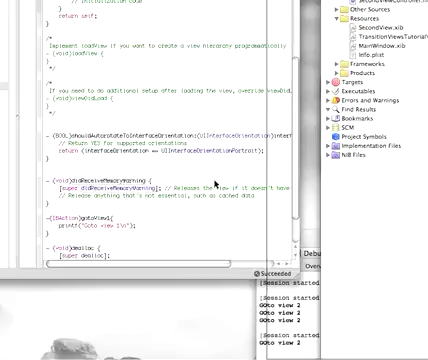 // Initialization code
}
return self;
}
/*
Implement loadView if you want to create a view hierarchy programmatically
- (void)loadView {
}
*/
/*
If you need to do additional setup after loading the view, override viewDid
- (void)viewDidLoad {
}
*/
- (BOOL)shouldAutorotateToInterfaceOrientation:(UIInterfaceOrientation)interf
// Return YES for supported orientations
return (interfaceOrientation == UIInterfaceOrientationPortrait);
}
- (void)didReceiveMemoryWarning {
[super didReceiveMemoryWarning]; // Releases the view if it doesn't have
// Release anything that's not essential, such as cached data
}
-(IBAction)gotoView1{
printf("Goto view 1\n");
}
- (void)dealloc {
[super dealloc];
Succeeded
Other Sources
Resources
SecondView.xib
TransitionViewsTutorial
MainWindow.xib
Info.plist
Frameworks
Products
Targets
Executables
Errors and Warnings
Find Results
Bookmarks
SCM
Project Symbols
Implementation Files
NIB Files
Debu
Overv
[Session started
[Session started
GOto view 2
GOto view 2
GOto view 2
[Session started
GOto view 2